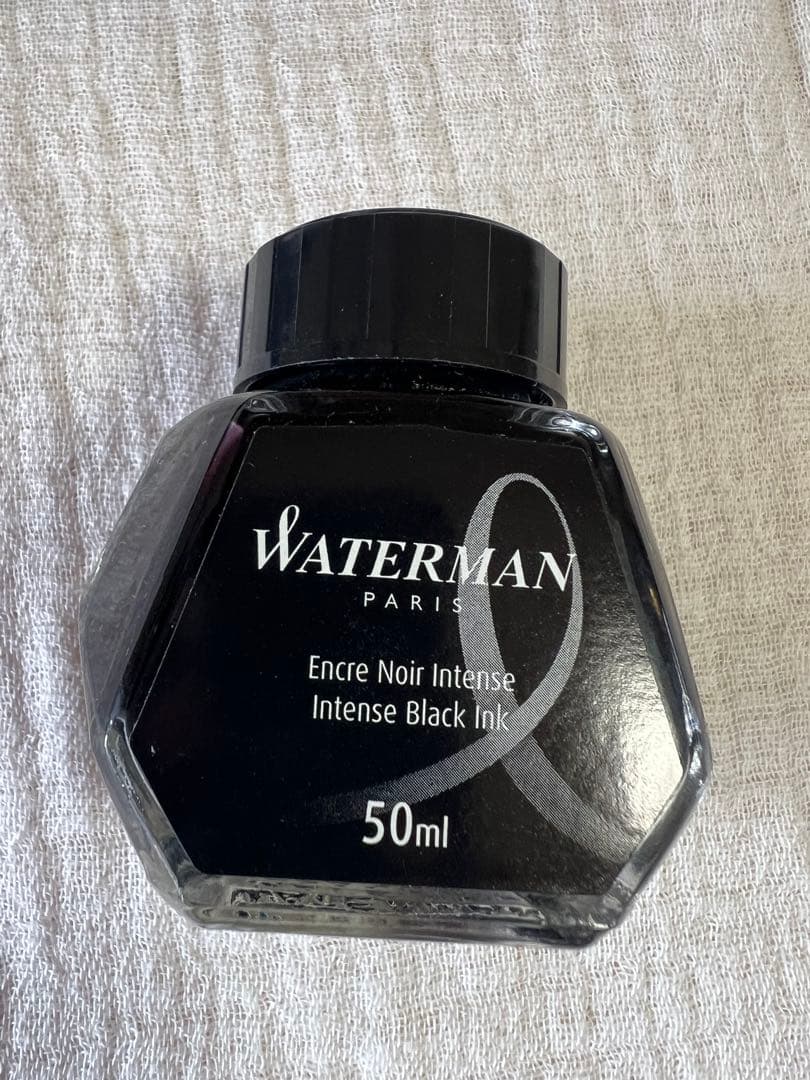 WATERMAN
PARIS
Encre Noir Intense
Intense Black Ink
50ml